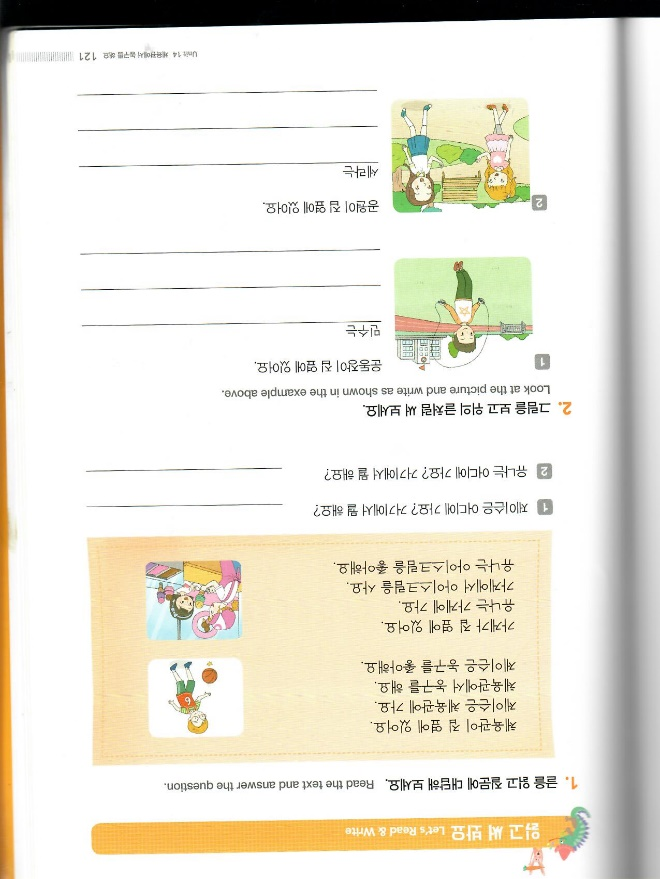 읽고 써 봐요 Let's Read & Write
1. 글을 읽고 질문에 대답해 보세요. Read the text and answer the question.
체육관이 집 옆에 있어요.
제이슨은 체육관에 가요.
체육관에서 농구를 해요.
제이슨은 농구를 좋아해요.
6
가게가 집 옆에 있어요.
유나는 가게에 가요.
가게에서 아이스크림을 사요.
유나는 아이스크림을 좋아해요.
1 제이슨은 어디에 가요? 거기에서 뭘 해요?
2 유나는 어디에 가요? 거기에서 뭘 해요?
2. 그림을 보고 위의 글처럼 써 보세요.
Look at the picture and write as shown in the example above.
1 운동장이 집 옆에 있어요.
민수는
2 공원이 집 옆에 있어요.
세라는
Unit 14 체육관에서 농구를 해요. 121